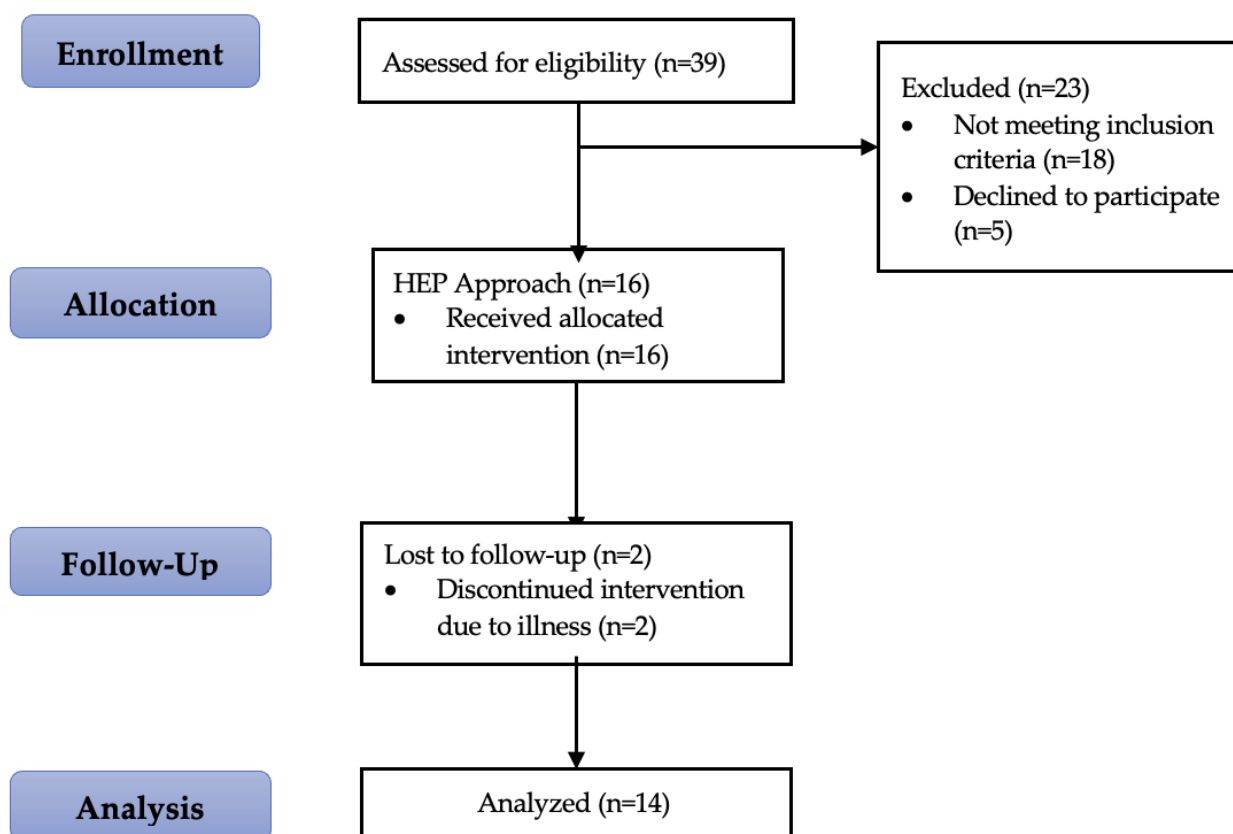 Enrollment
Assessed for eligibility (n=39)
Excluded (n=23)
• Not meeting inclusion
criteria (n=18)
• Declined to participate
(n=5)
Allocation
HEP Approach (n=16)
• Received allocated
intervention (n=16)
Follow-Up
Lost to follow-up (n=2)
• Discontinued intervention
due to illness (n=2)
Analysis
Analyzed (n=14)